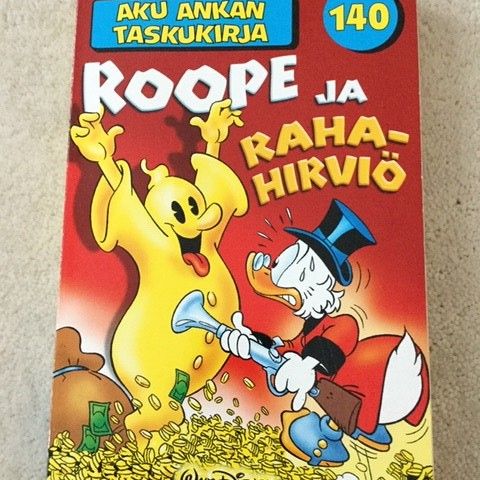 AKU ANKAN
TASKUKIRJA
140
ROOPE JA
RAHA-
HIRVIÖ